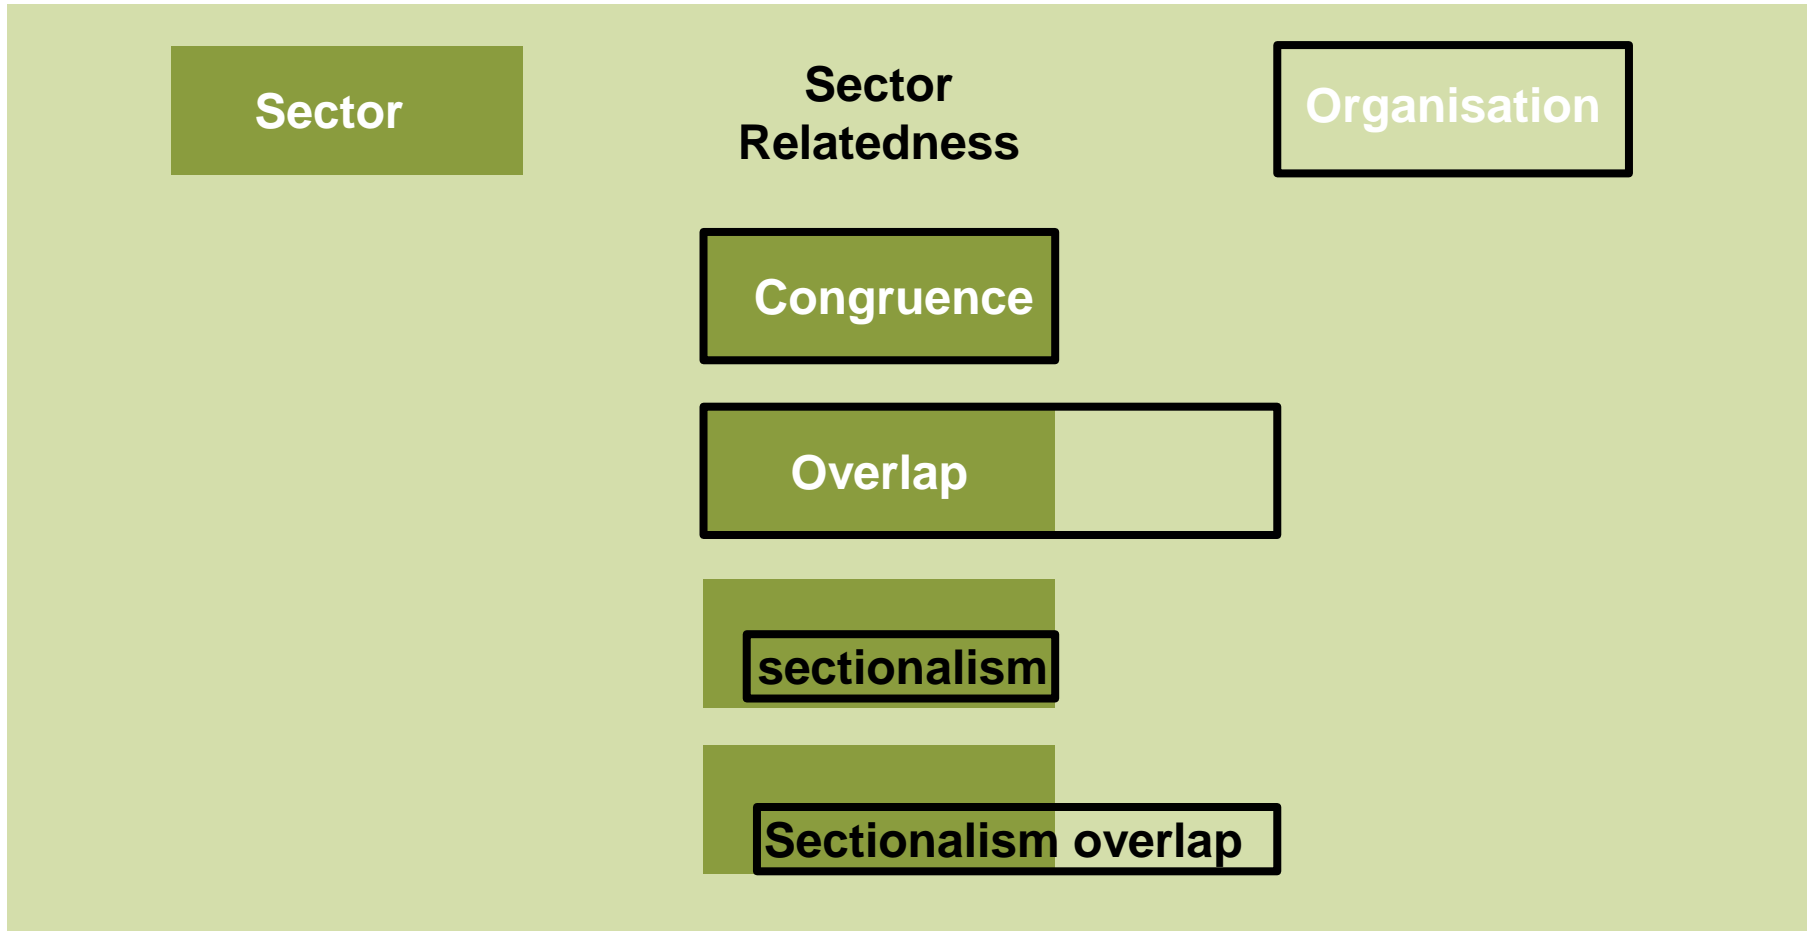 Sector
Sector
Relatedness
Organisation
Congruence
Overlap
sectionalism
Sectionalism overlap